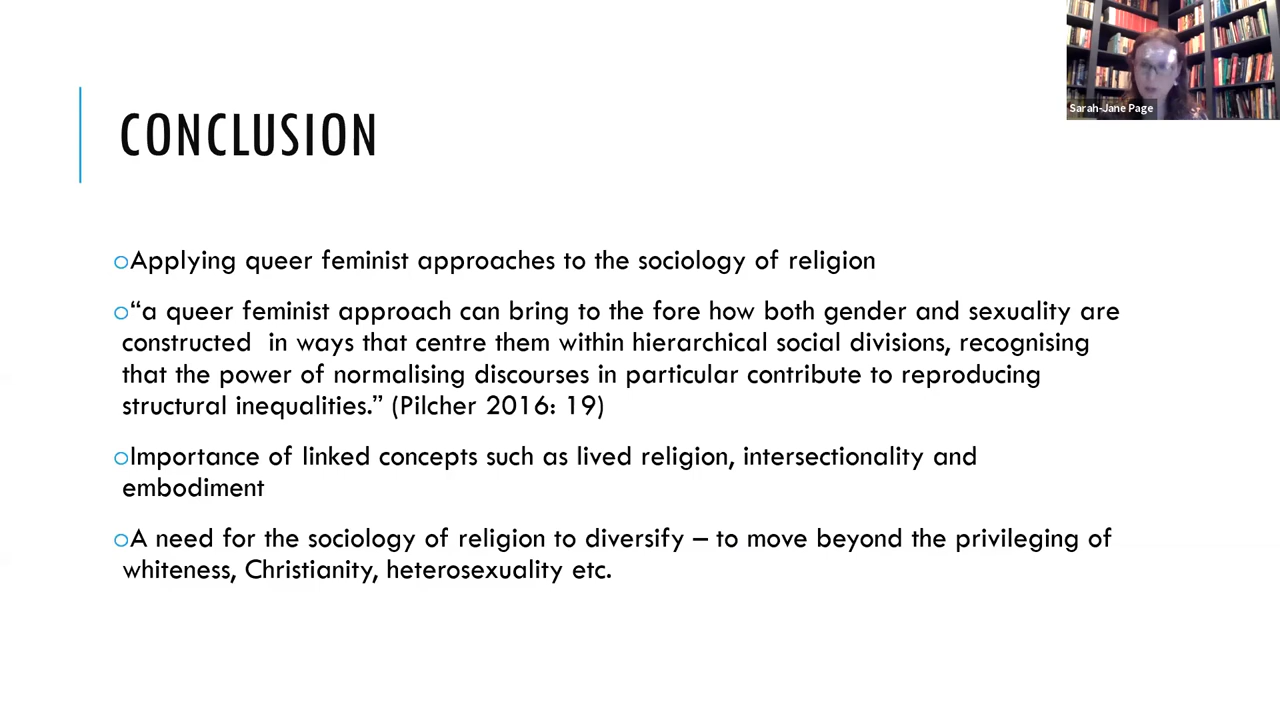 CONCLUSION
Sarah-Jane Page
oApplying queer feminist approaches to the sociology of religion
o“a queer feminist approach can bring to the fore how both gender and sexuality are
constructed  in ways that centre them within hierarchical social divisions, recognising
that the power of normalising discourses in particular contribute to reproducing
structural inequalities.” (Pilcher 2016: 19)
oImportance of linked concepts such as lived religion, intersectionality and
embodiment
oA need for the sociology of religion to diversify – to move beyond the privileging of
whiteness, Christianity, heterosexuality etc.